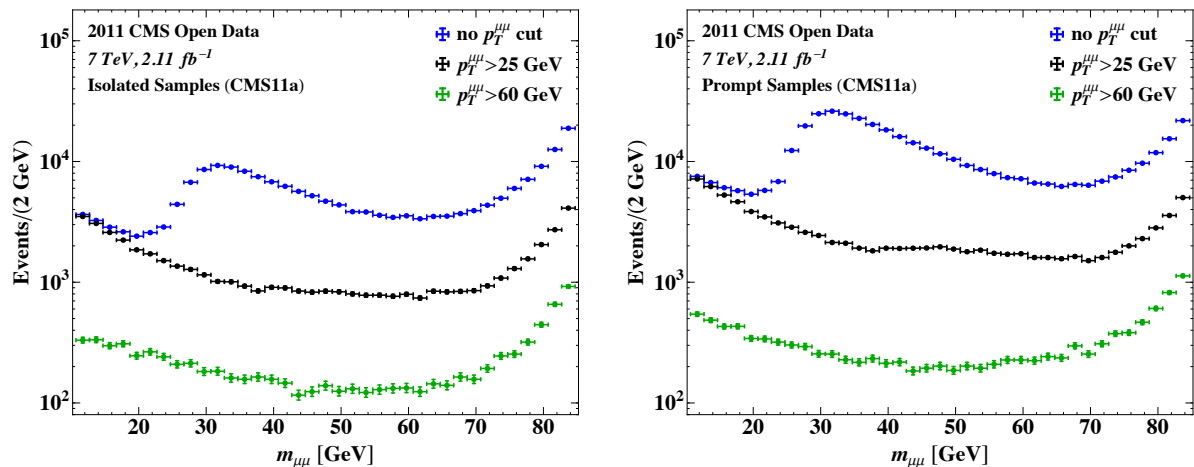 2011 CMS Open Data
7 TeV, 2.11 fb⁻¹
Isolated Samples (CMS11a)
no p_T^{μμ} cut
p_T^{μμ}>25 GeV
p_T^{μμ}>60 GeV
Events/(2 GeV)
10⁵
10⁴
10³
10²
20 30 40 50 60 70 80
m_{μμ} [GeV]
2011 CMS Open Data
7 TeV, 2.11 fb⁻¹
Prompt Samples (CMS11a)
no p_T^{μμ} cut
p_T^{μμ}>25 GeV
p_T^{μμ}>60 GeV
Events/(2 GeV)
10⁵
10⁴
10³
10²
20 30 40 50 60 70 80
m_{μμ} [GeV]